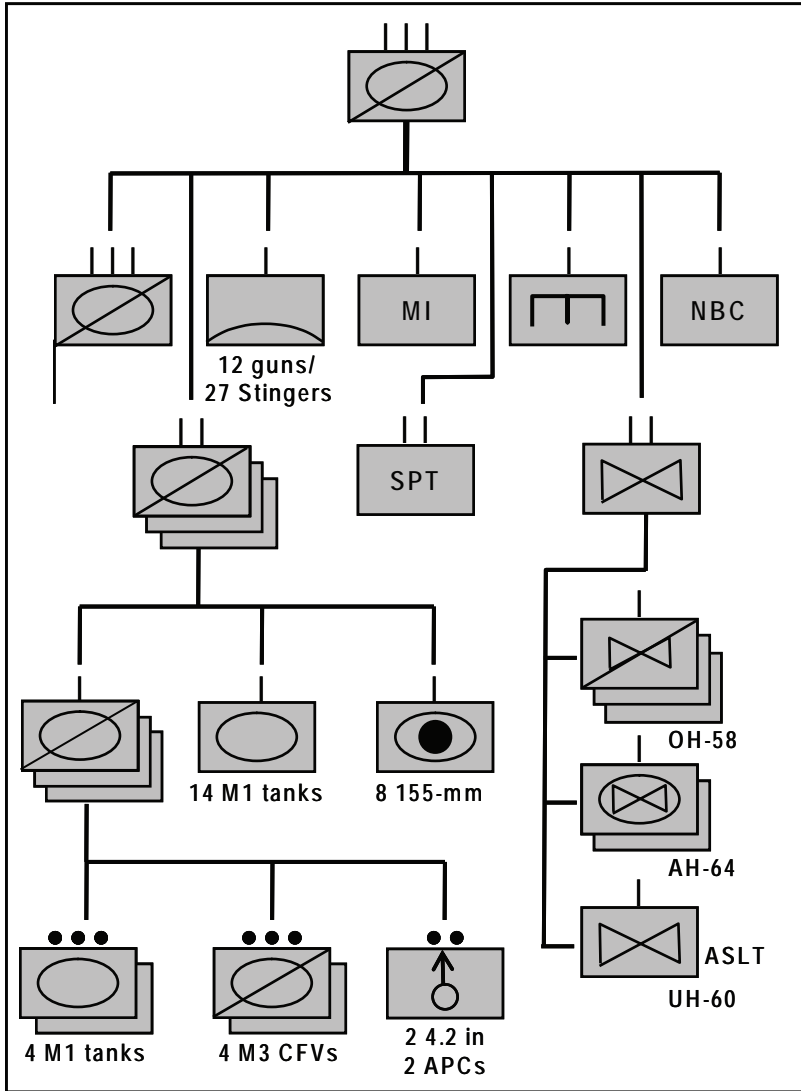 MI
NBC
12 guns/
27 Stingers
SPT
14 M1 tanks
8 155-mm
OH-58
AH-64
ASLT
UH-60
4 M1 tanks
4 M3 CFVs
2 4.2 in
2 APCs